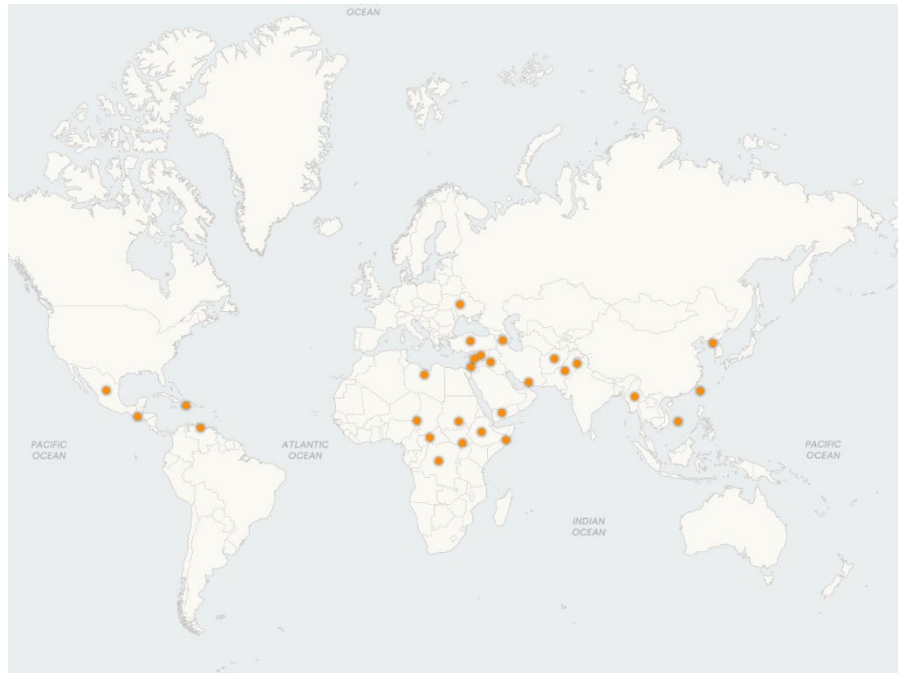 OCEAN
PACIFIC
OCEAN
ATLANTIC
OCEAN
PACIFIC
OCEAN
INDIAN
OCEAN